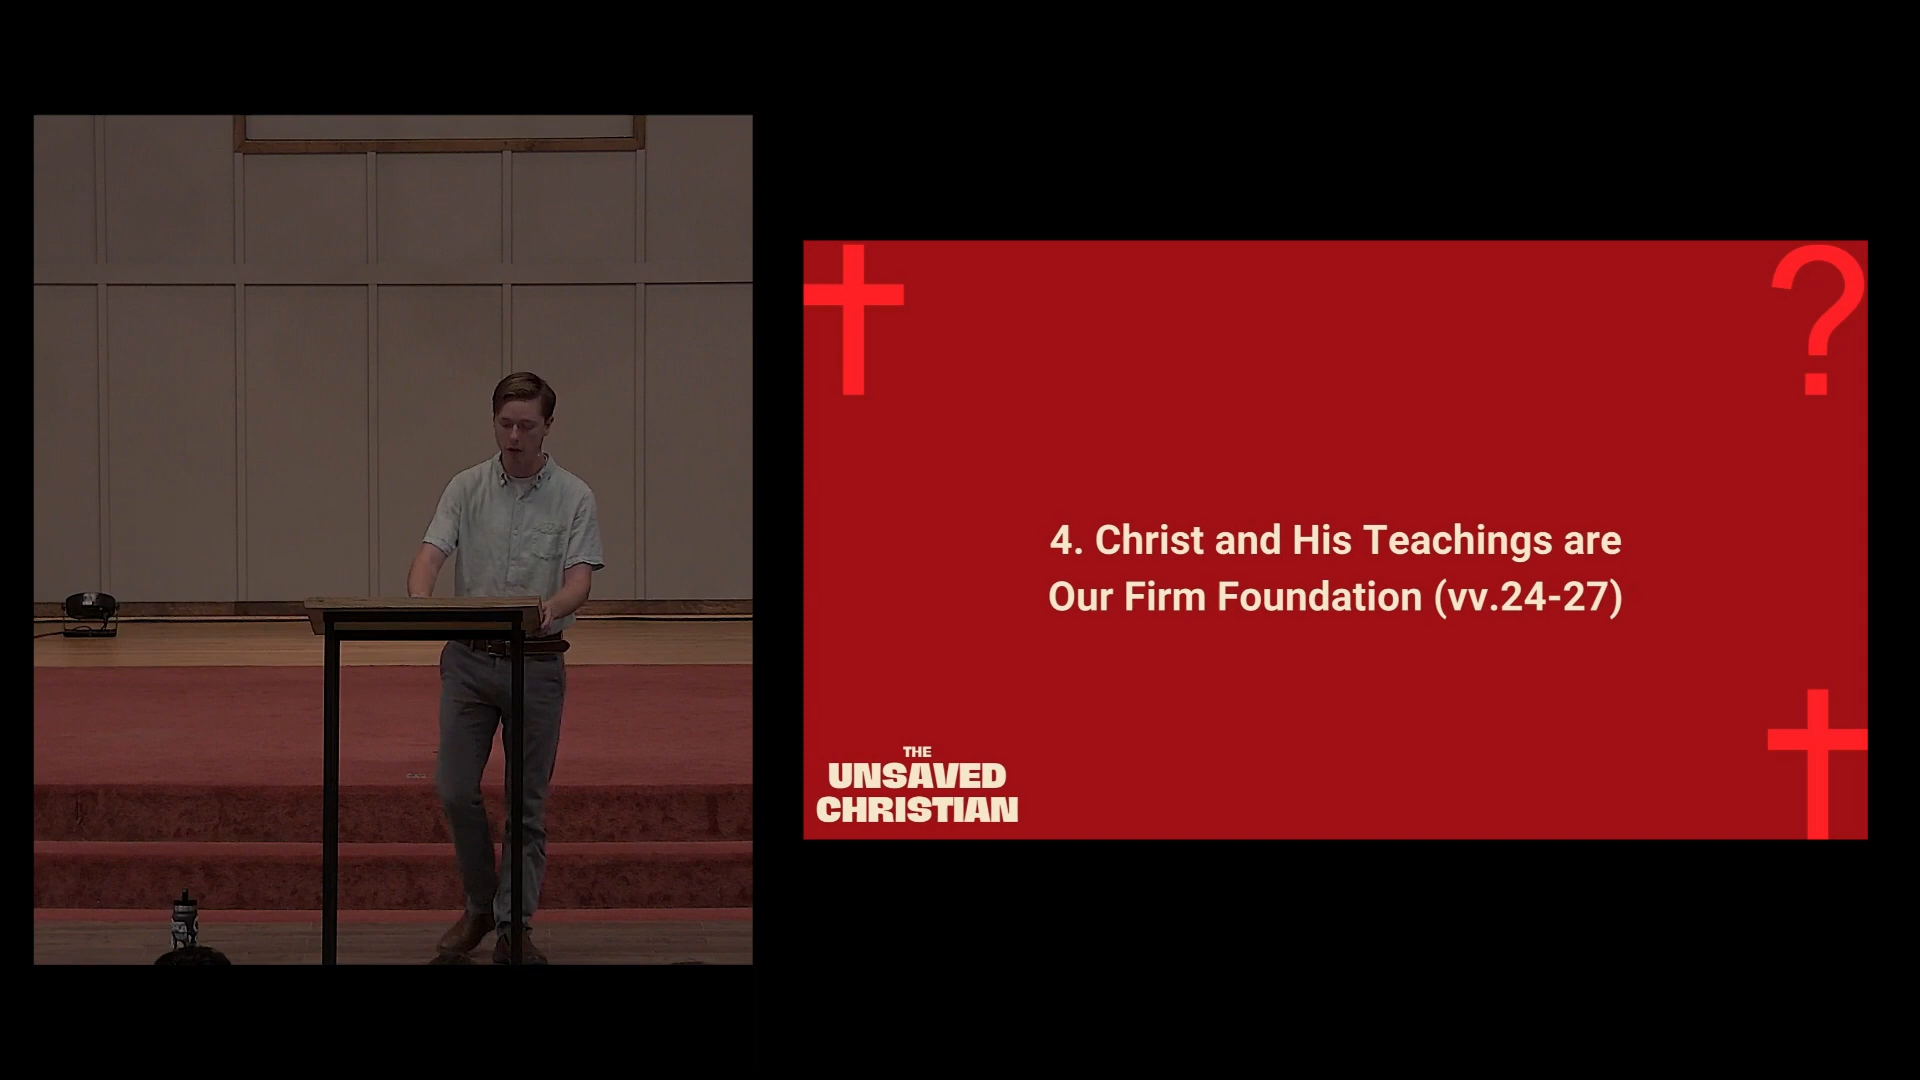 4. Christ and His Teachings are
Our Firm Foundation (vv.24-27)
THE
UNSAVED
CHRISTIAN